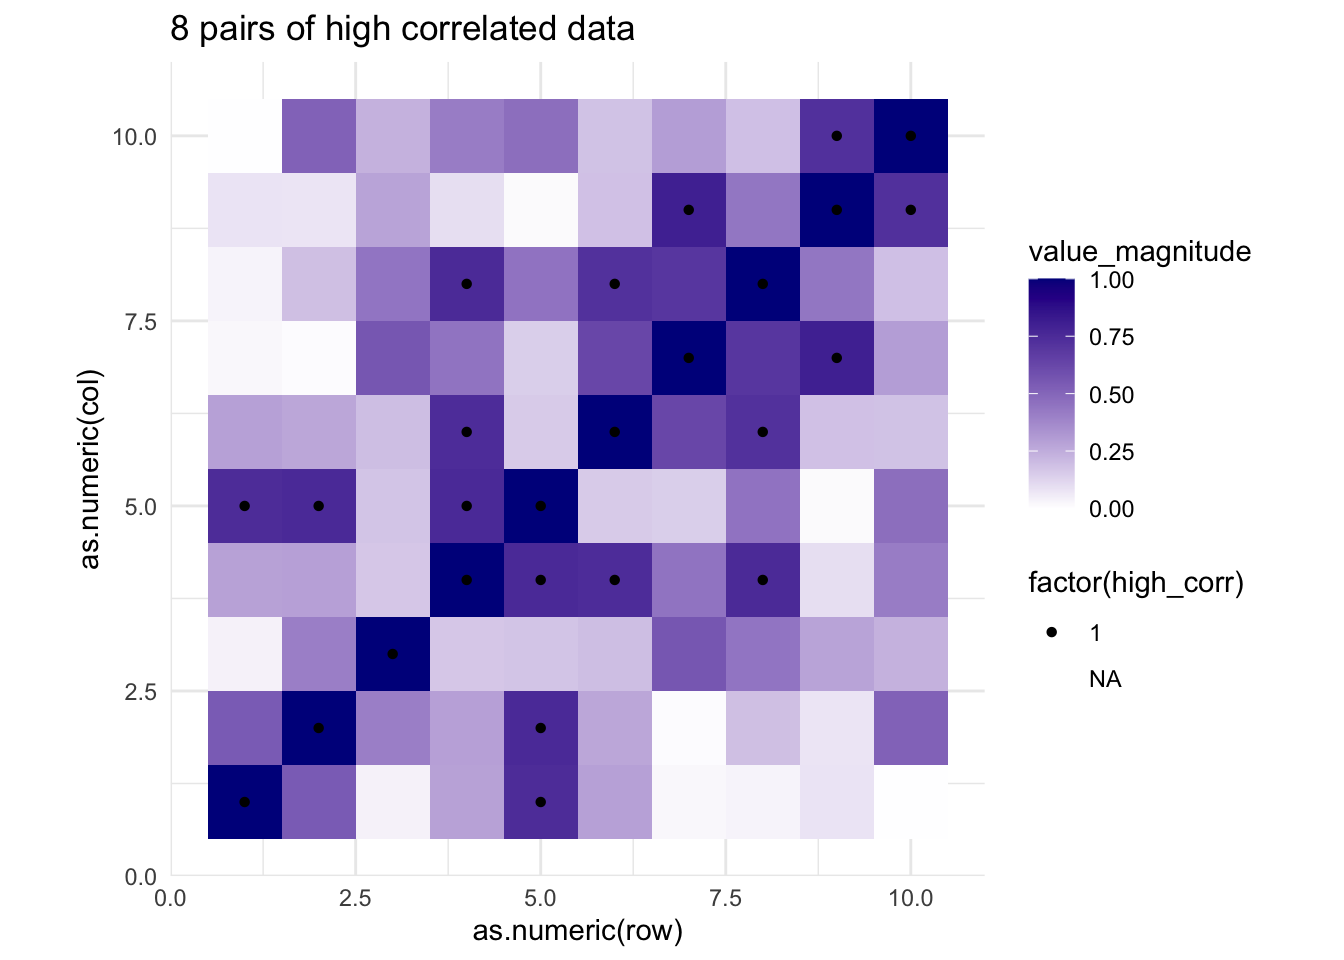 8 pairs of high correlated data
10.0
7.5
5.0
2.5
0.0
as.numeric(col)
0.0 2.5 5.0 7.5 10.0
as.numeric(row)
value_magnitude
1.00
0.75
0.50
0.25
0.00
factor(high_corr)
1
NA